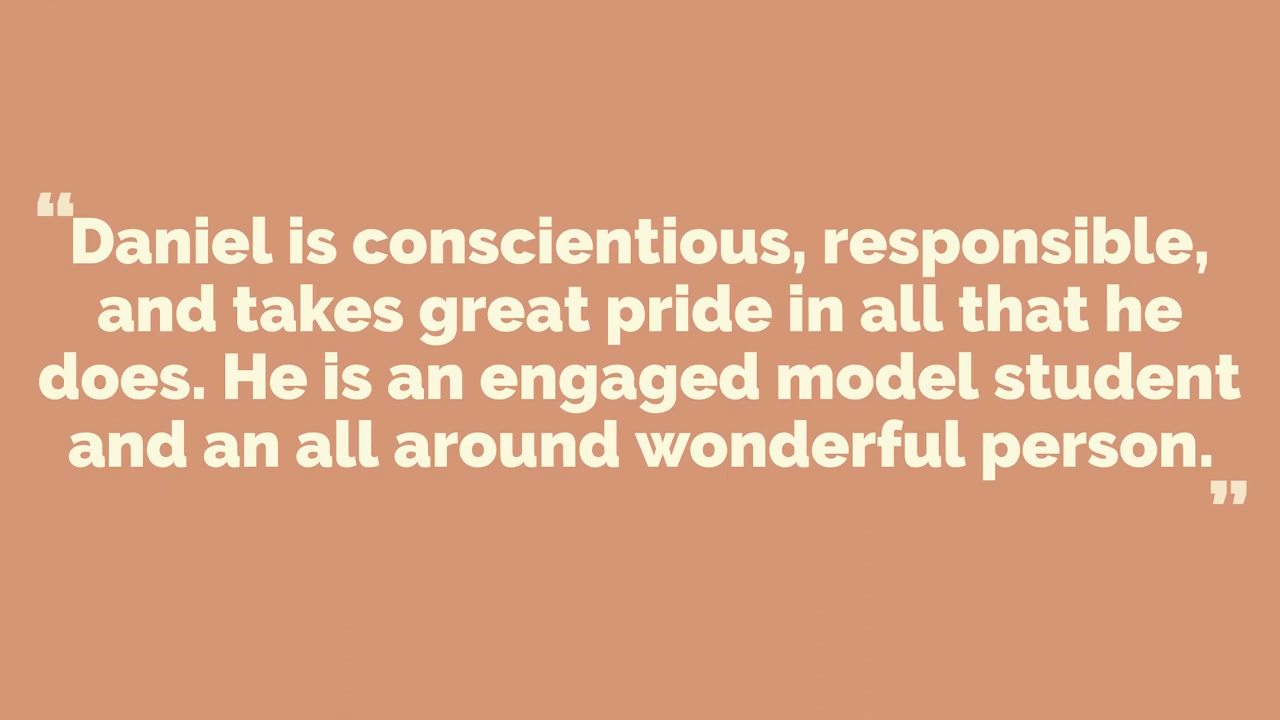 “Daniel is conscientious, responsible,
and takes great pride in all that he
does. He is an engaged model student
and an all around wonderful person.”